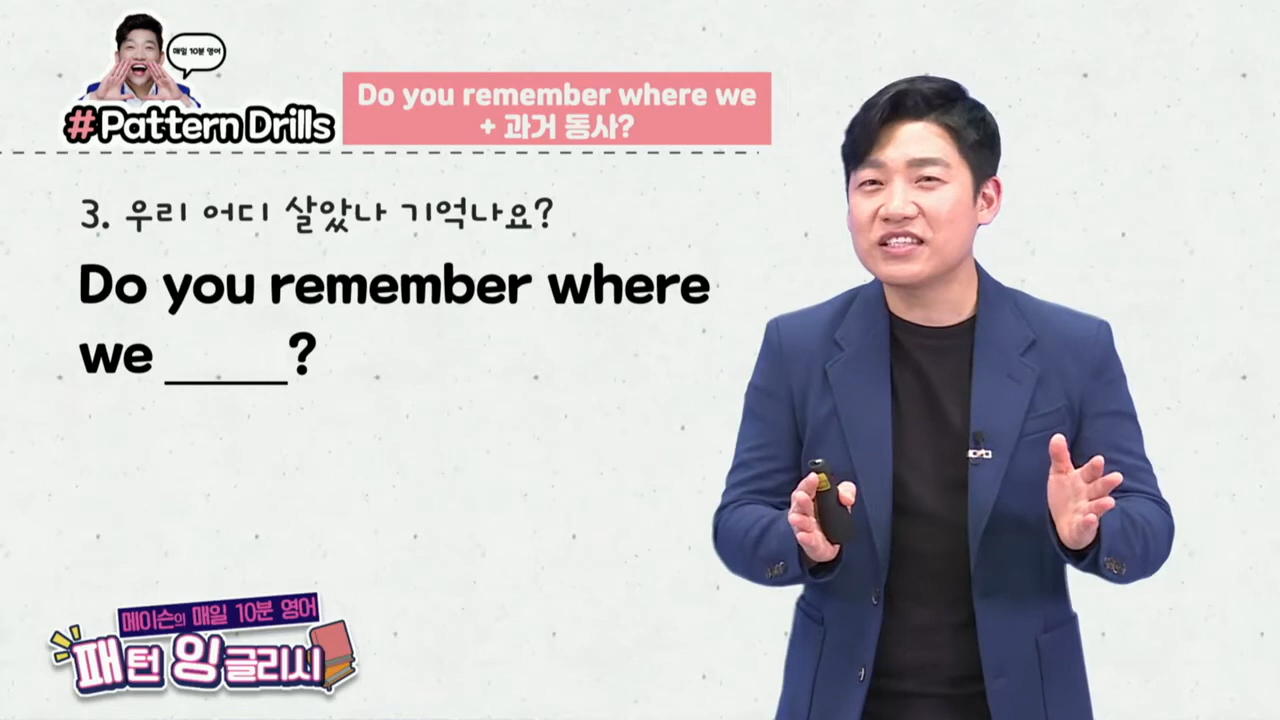 매일 10분 영어
#Pattern Drills
Do you remember where we
+ 과거 동사?
3. 우리 어디 살았나 기억나요?
Do you remember where
we _____?
메이슨의 매일 10분 영어
패턴 잉글리시